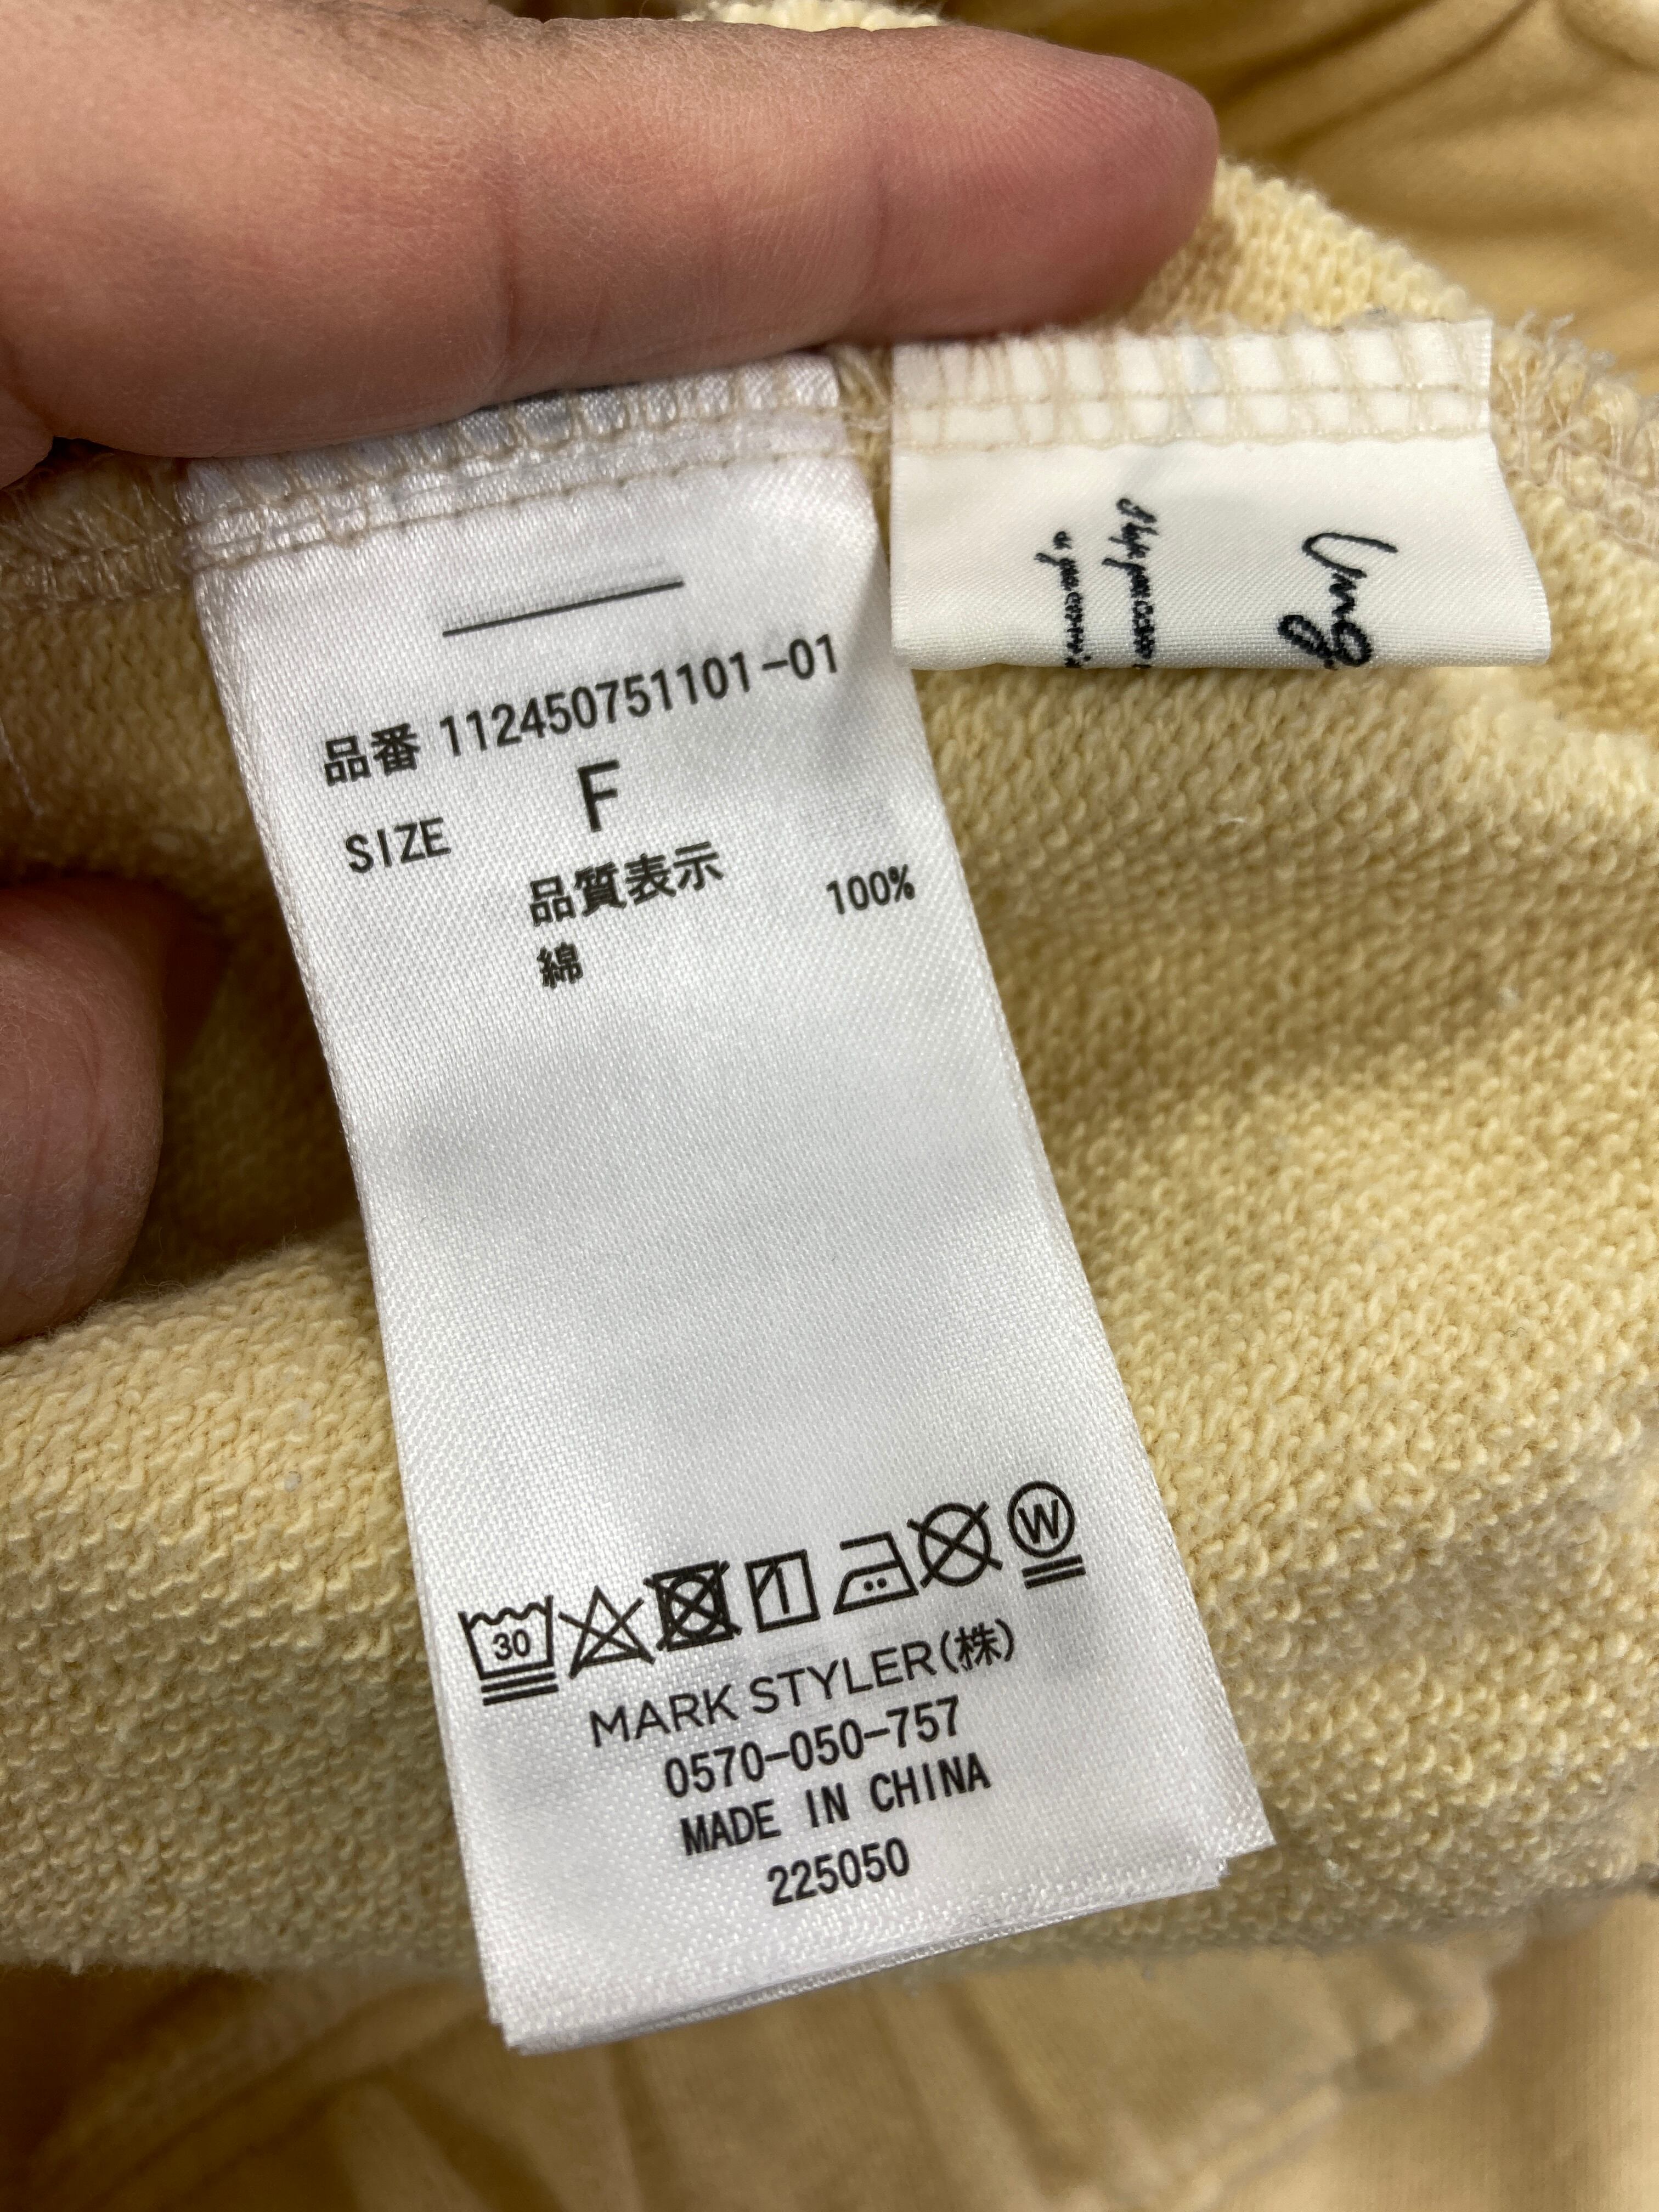 品番 112450751101-01
SIZE F
品質表示
綿 100%
30
W
MARK STYLER(株)
0570-050-757
MADE IN CHINA
225050